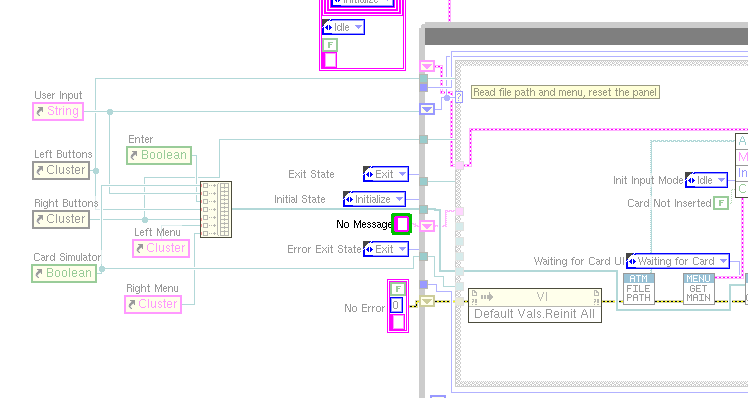 Initialize
Idle
F
User Input
String
Read file path and menu, reset the panel
?
Enter
Boolean
Left Buttons
Cluster
Exit State
Exit
Init Input Mode
Idle
A
M
In
C
Initial State
Initialize
Card Not Inserted
F
Right Buttons
Cluster
No Message
Left Menu
Cluster
Error Exit State
Exit
Card Simulator
Boolean
Waiting for Card UI
Waiting for Card
Right Menu
Cluster
F
0
No Error
VI
Default Vals.Reinit All
ATM
FILE
PATH
MENU
GET
MAIN